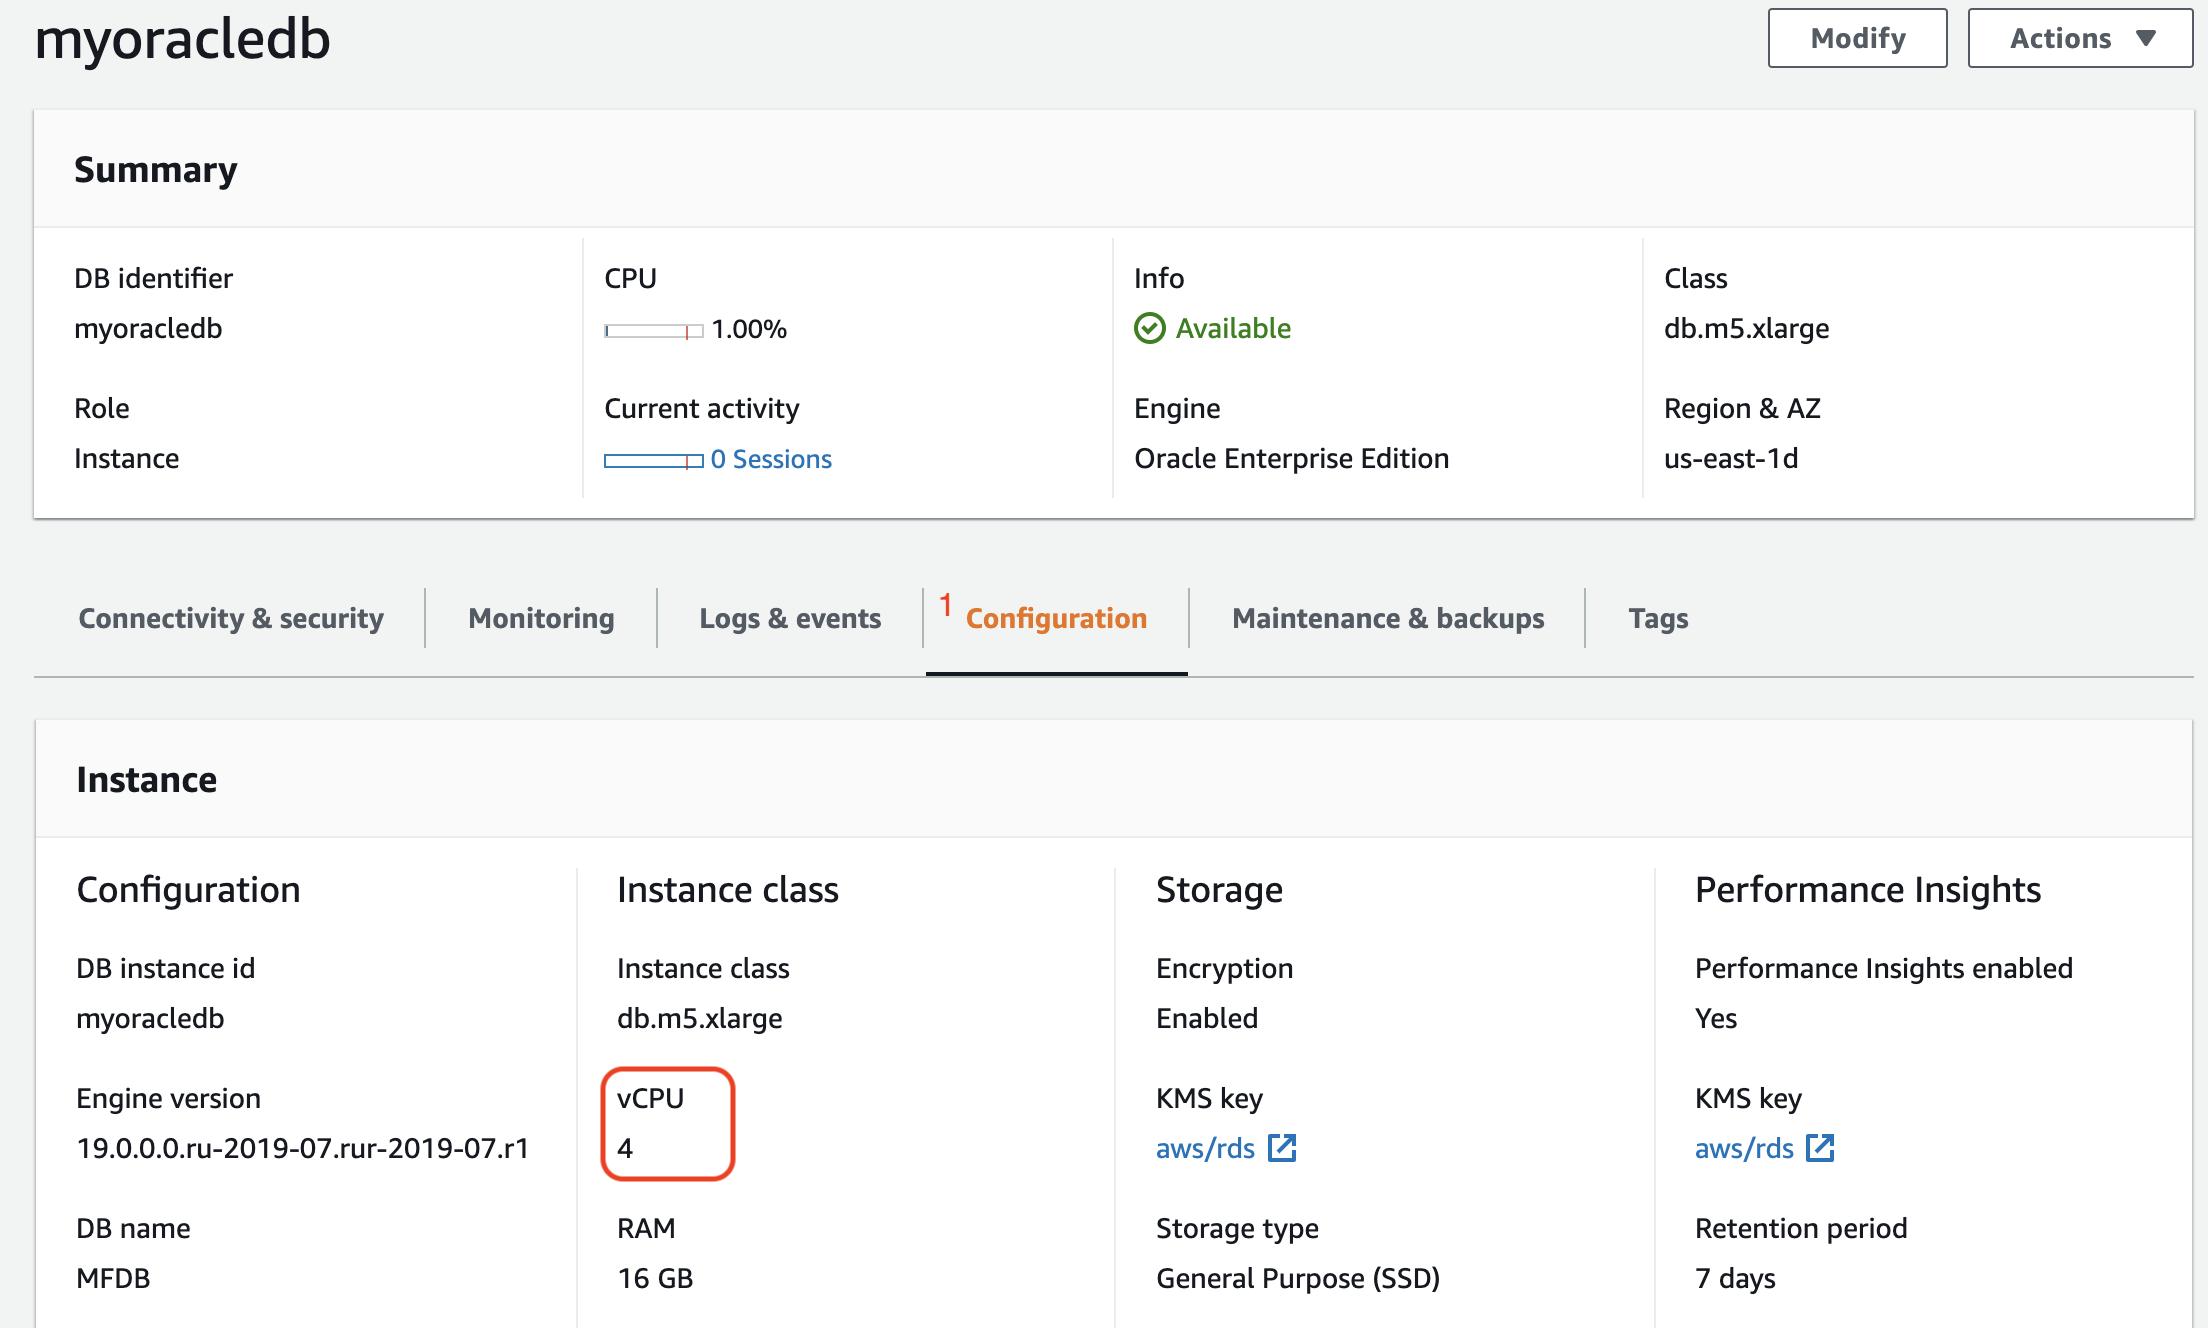 myoracledb
Modify
Actions
Summary
DB identifier
myoracledb
CPU
1.00%
Info
Available
Class
db.m5.xlarge
Role
Instance
Current activity
0 Sessions
Engine
Oracle Enterprise Edition
Region & AZ
us-east-1d
Connectivity & security
Monitoring
Logs & events
1
Configuration
Maintenance & backups
Tags
Instance
Configuration
DB instance id
myoracledb
Engine version
19.0.0.0.ru-2019-07.rur-2019-07.r1
DB name
MFDB
Instance class
Instance class
db.m5.xlarge
vCPU
4
RAM
16 GB
Storage
Encryption
Enabled
KMS key
aws/rds
Storage type
General Purpose (SSD)
Performance Insights
Performance Insights enabled
Yes
KMS key
aws/rds
Retention period
7 days